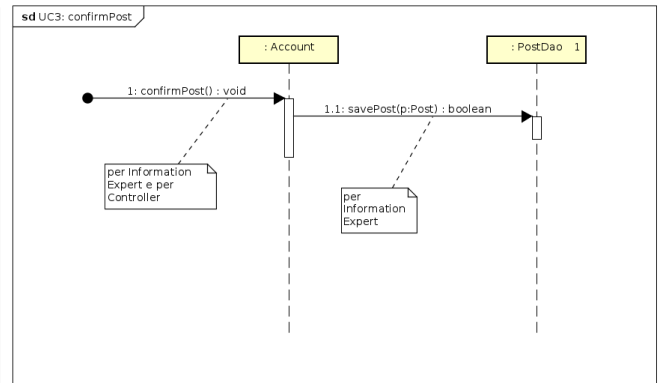 sd UC3: confirmPost
: Account
: PostDao 1
1: confirmPost() : void
1.1: savePost(p:Post) : boolean
per Information
Expert e per
Controller
per
Information
Expert